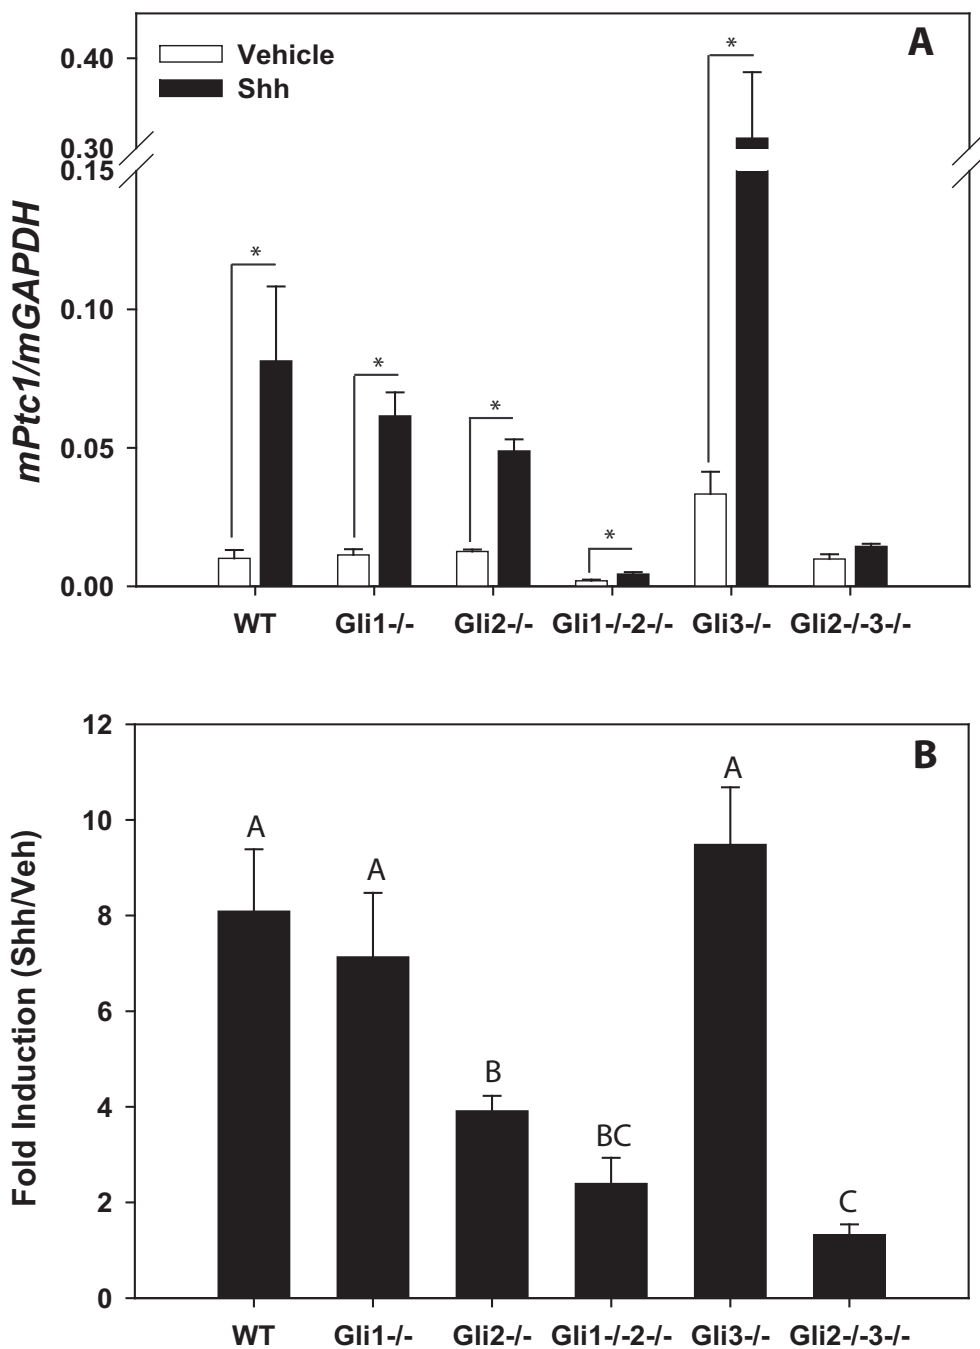 A
Vehicle
Shh
0.40
0.30
0.15
0.10
0.05
0.00
mPtc1/mGAPDH
*
*
*
*
*
WT Gli1-/- Gli2-/- Gli1-/-2-/- Gli3-/- Gli2-/-3-/-
B
12
10
8
6
4
2
0
Fold Induction (Shh/Veh)
A
A
B
BC
A
C
WT Gli1-/- Gli2-/- Gli1-/-2-/- Gli3-/- Gli2-/-3-/-